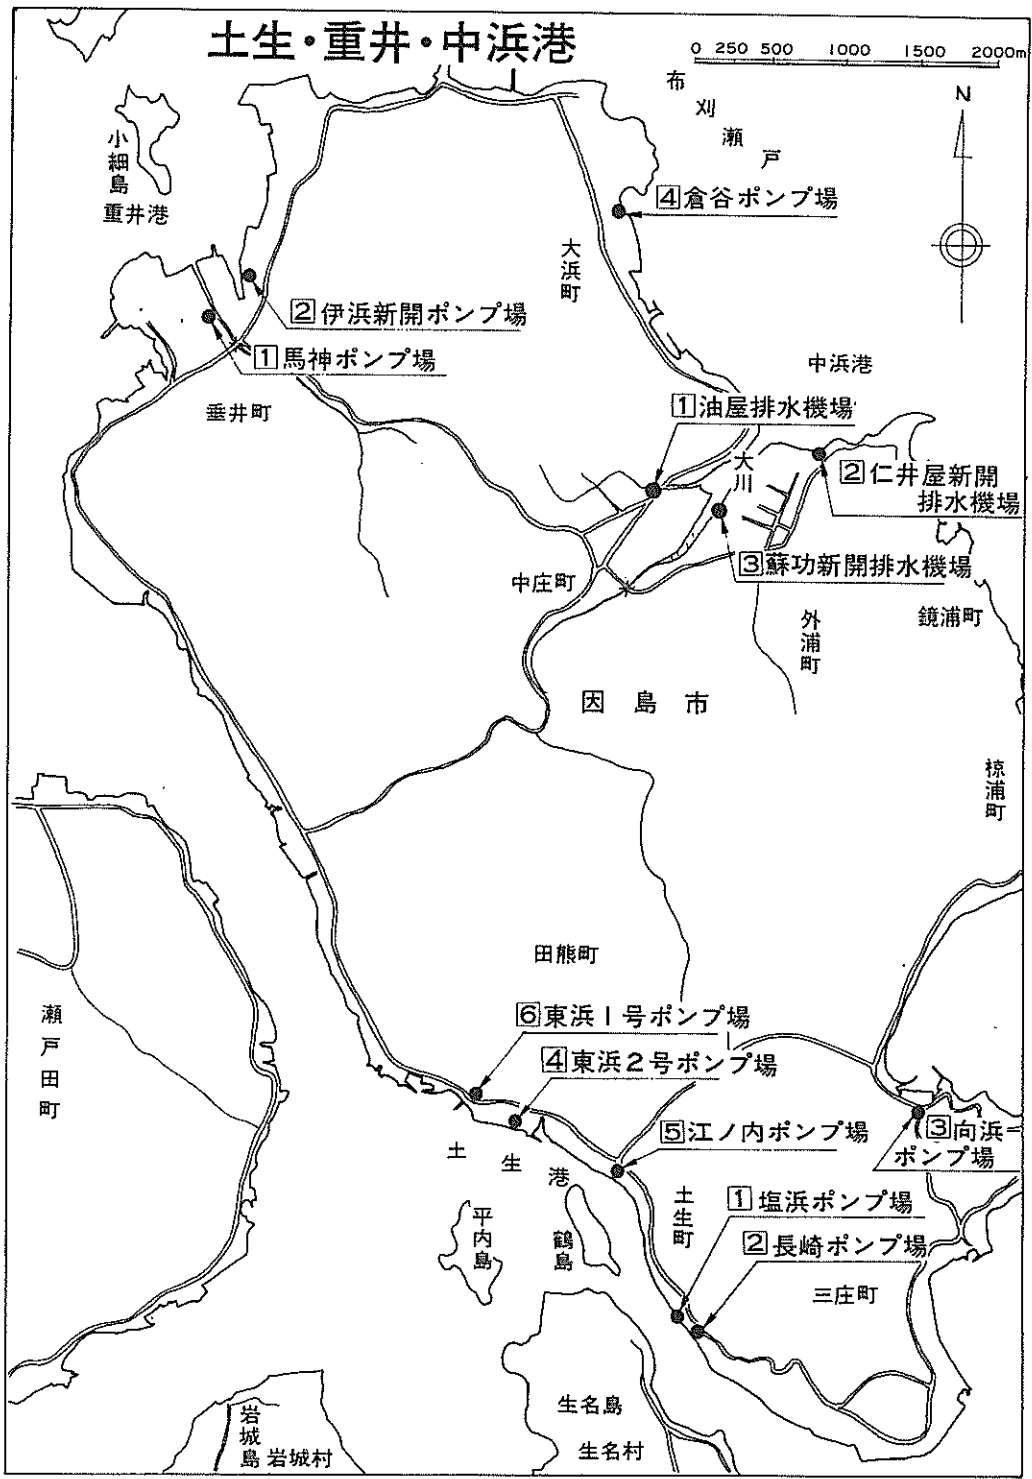 土生・重井・中浜港
0 250 500 1000 1500 2000m
布刈瀬戸
N
小細島
重井港
④倉谷ポンプ場
大浜町
②伊浜新開ポンプ場
①馬神ポンプ場
中浜港
垂井町
①油屋排水機場
大川
②仁井屋新開
排水機場
③蘇功新開排水機場
中庄町
外浦町
鏡浦町
因島市
椋浦町
田熊町
瀬戸田町
⑥東浜1号ポンプ場
④東浜2号ポンプ場
⑤江ノ内ポンプ場
③向浜
ポンプ場
土生港
①塩浜ポンプ場
土生町
②長崎ポンプ場
平内島
鶴島
三庄町
生名島
生名村
岩城島
岩城村